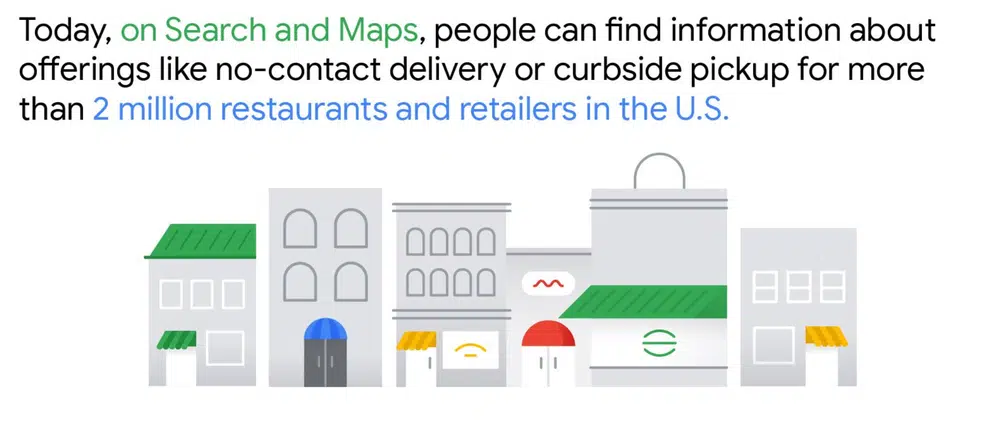 Today, on Search and Maps, people can find information about
offerings like no-contact delivery or curbside pickup for more
than 2 million restaurants and retailers in the U.S.